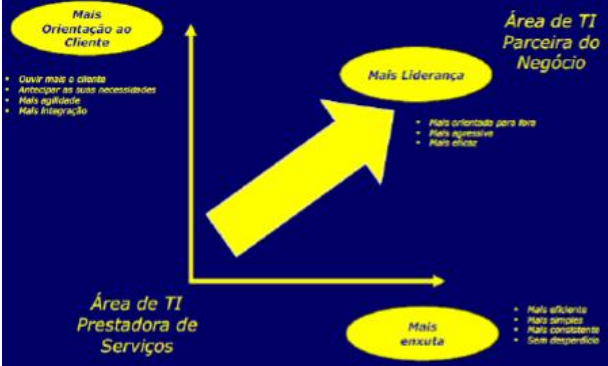 Mais
Orientação ao
Cliente
• Ouvir mais o cliente
• Antecipar as suas necessidades
• Mais agilidade
• Mais integração
Área de TI
Parceira do
Negócio
Mais Liderança
• Mais orientada para fora
• Mais agressiva
• Mais eficaz
Área de TI
Prestadora de
Serviços
Mais
enxuta
• Mais eficiente
• Mais simples
• Mais consistente
• Sem desperdício